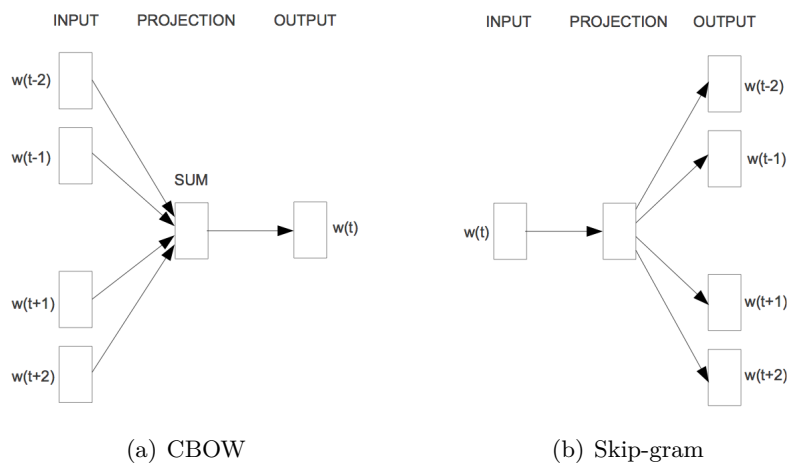 INPUT PROJECTION OUTPUT
w(t-2)
w(t-1)
SUM
w(t)
w(t+1)
w(t+2)
(a) CBOW
INPUT PROJECTION OUTPUT
w(t-2)
w(t-1)
w(t)
w(t+1)
w(t+2)
(b) Skip-gram